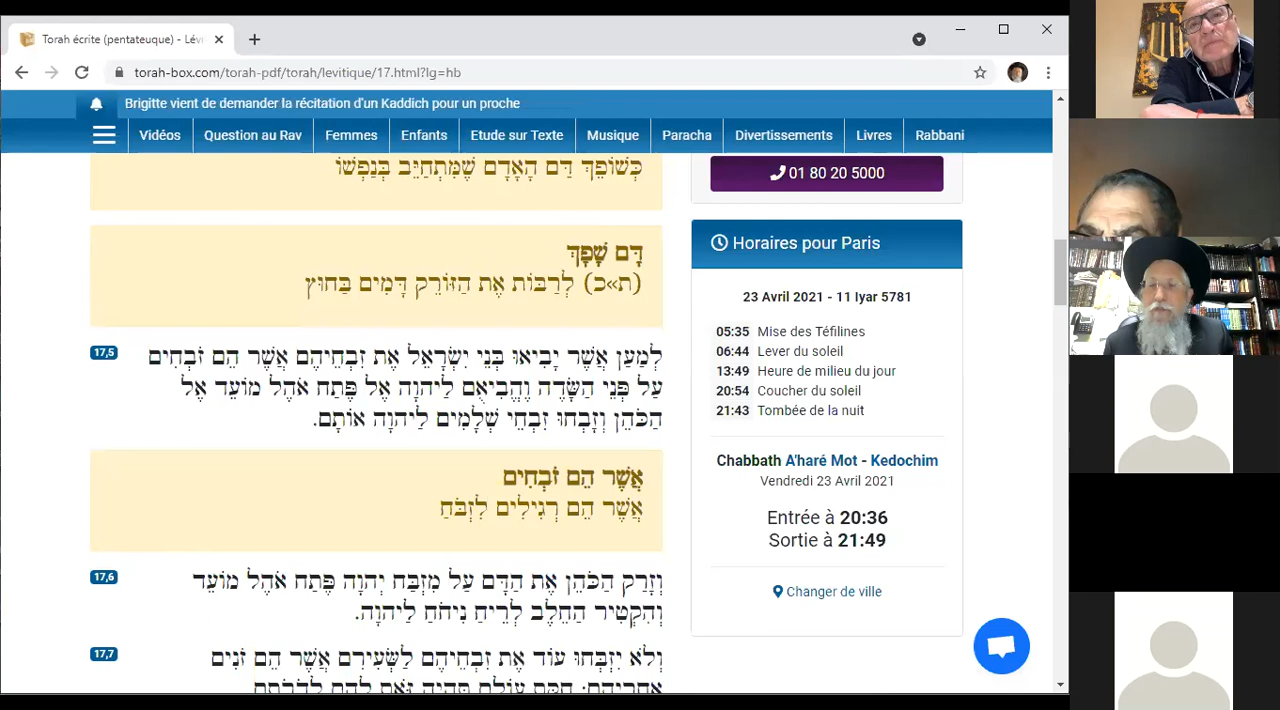 Torah écrite (pentateuque) - Lév
torah-box.com/torah-pdf/torah/levitique/17.html?lg=hb
Brigitte vient de demander la récitation d'un Kaddich pour un proche
Vidéos Question au Rav Femmes Enfants Etude sur Texte Musique Paracha Divertissements Livres Rabbani
כְּשׁוֹפֵךְ דַּם הָאָדָם שֶׁמִּתְחַיֵּב בְּנַפְשׁוֹ
דָּם שָׁפָךְ
(ת»כ) לְרַבּוֹת אֶת הַזּוֹרֵק דָּמִים בַּחוּץ
17,5
לְמַעַן אֲשֶׁר יָבִיאוּ בְּנֵי יִשְׂרָאֵל אֶת זִבְחֵיהֶם אֲשֶׁר הֵם זֹבְחִים
עַל פְּנֵי הַשָּׂדֶה וֶהֱבִיאֻם לַיהוָה אֶל פֶּתַח אֹהֶל מוֹעֵד אֶל
הַכֹּהֵן וְזָבְחוּ זִבְחֵי שְׁלָמִים לַיהוָה אוֹתָם.
אֲשֶׁר הֵם זֹבְחִים
אֲשֶׁר הֵם רְגִילִים לִזְבֹּחַ
17,6
וְזָרַק הַכֹּהֵן אֶת הַדָּם עַל מִזְבַּח יְהוָה פֶּתַח אֹהֶל מוֹעֵד
וְהִקְטִיר הַחֵלֶב לְרֵיחַ נִיחֹחַ לַיהוָה.
17,7
וְלֹא יִזְבְּחוּ עוֹד אֶת זִבְחֵיהֶם לַשְּׂעִירִם אֲשֶׁר הֵם זֹנִים
אַחֲרֵיהֶם חֻקַּת עוֹלָם תִּהְיֶה זֹּאת לָהֶם לְדֹרֹתָם
01 80 20 5000
Horaires pour Paris
23 Avril 2021 - 11 Iyar 5781
05:35 Mise des Téfilines
06:44 Lever du soleil
13:49 Heure de milieu du jour
20:54 Coucher du soleil
21:43 Tombée de la nuit
Chabbath A'haré Mot - Kedochim
Vendredi 23 Avril 2021
Entrée à 20:36
Sortie à 21:49
Changer de ville